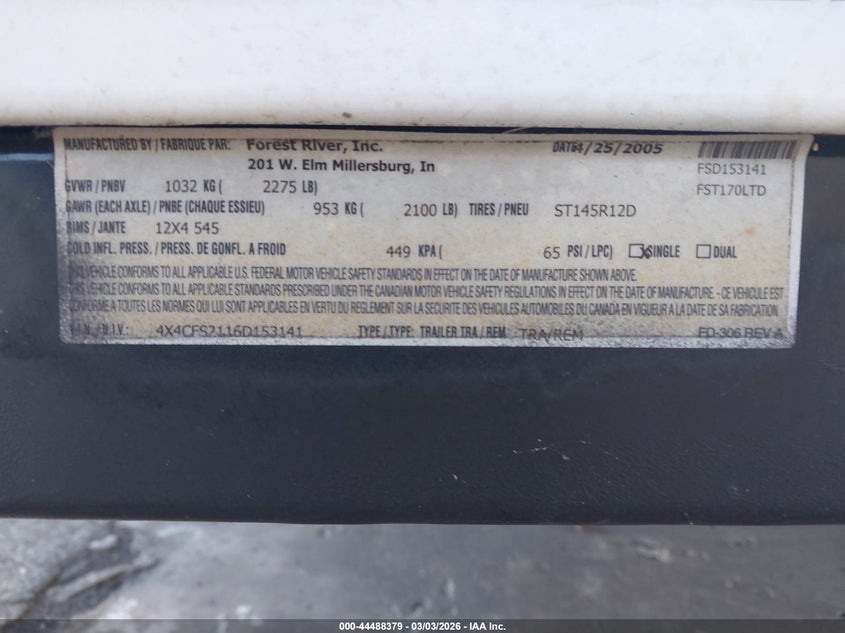 MANUFACTURED BY / FABRIQUE PAR: Forest River, Inc. DATE 4/25/2005
201 W. Elm Millersburg, In FSD153141
GVWR / PNBV 1032 KG ( 2275 LB) FST170LTD
GAWR (EACH AXLE) / PNBE (CHAQUE ESSIEU) 953 KG ( 2100 LB) TIRES / PNEU ST145R12D
RIMS / JANTE 12X4 545
COLD INFL. PRESS. / PRESS. DE GONFL. A FROID 449 KPA ( 65 PSI / LPC) ☒ SINGLE ☐ DUAL
THIS VEHICLE CONFORMS TO ALL APPLICABLE U.S. FEDERAL MOTOR VEHICLE SAFETY STANDARDS IN EFFECT ON THE DATE OF MANUFACTURE SHOWN ABOVE.
THIS VEHICLE CONFORMS TO ALL APPLICABLE STANDARDS PRESCRIBED UNDER THE CANADIAN MOTOR VEHICLE SAFETY REGULATIONS IN EFFECT ON THE DATE OF MANUFACTURE. - CE VEHICULE EST
CONFORME A TOUTES LES NORMES QUI LUI SONT APPLICABLES EN VERTU DU REGLEMENT SUR LA SECURITE DES VEHICULES AUTOMOBILES DU CANADA EN VIGUEUR A LA DATE DE SA FABRICATION.
V.I.N. / N.I.V.: 4X4CFS2116D153141 TYPE / TYPE: TRAILER TRA / REM TRA/REM FD-306 REV A
000-44488379 - 03/03/2026 - IAA Inc.